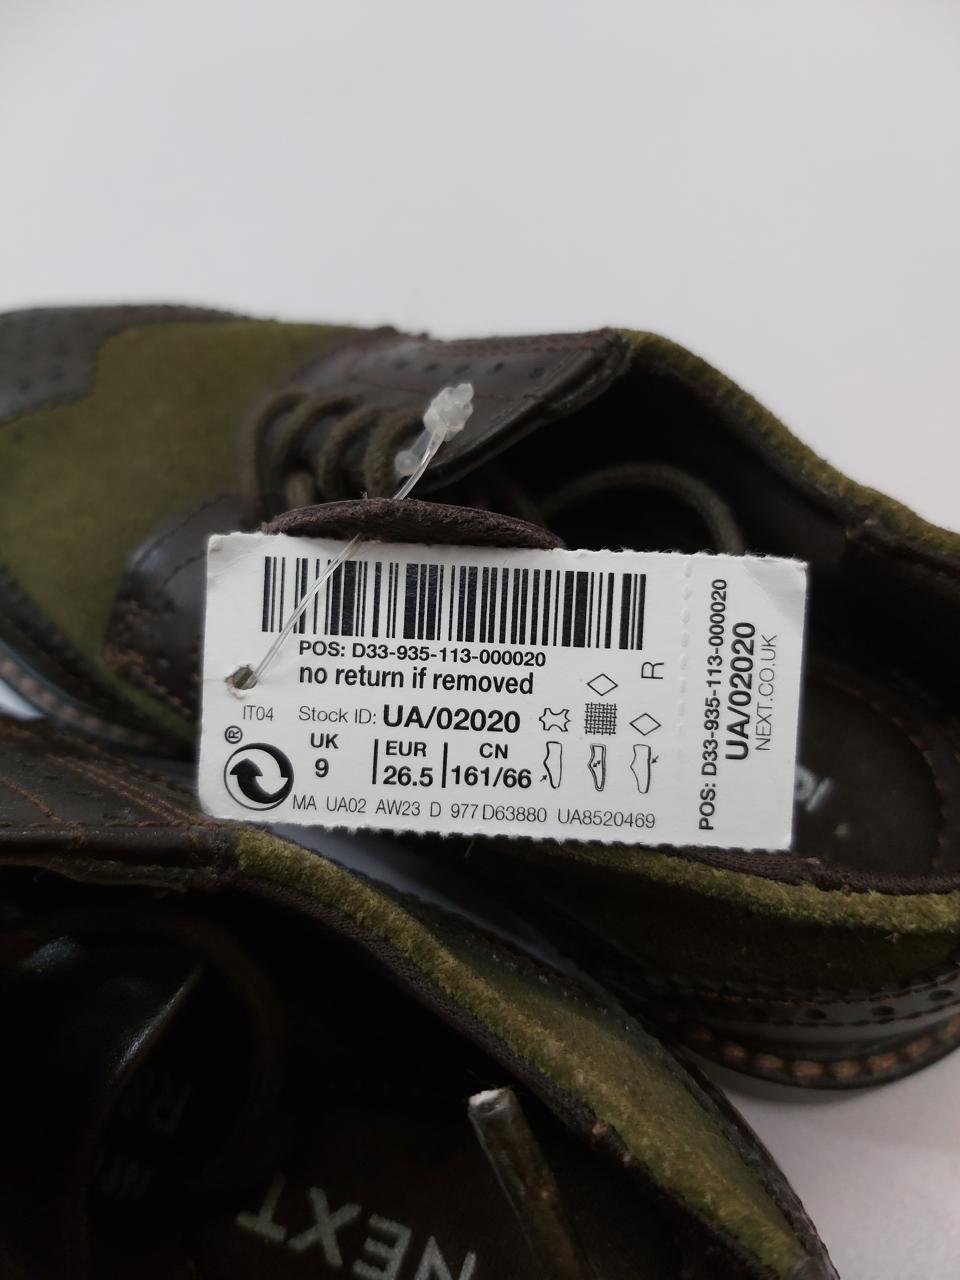 POS: D33-935-113-000020
no return if removed
R
IT04 Stock ID: UA/02020
®
UK EUR CN
9 26.5 161/66
MA UA02 AW23 D 977 D63880 UA8520469
POS: D33-935-113-000020
UA/02020
NEXT.CO.UK
NEXT